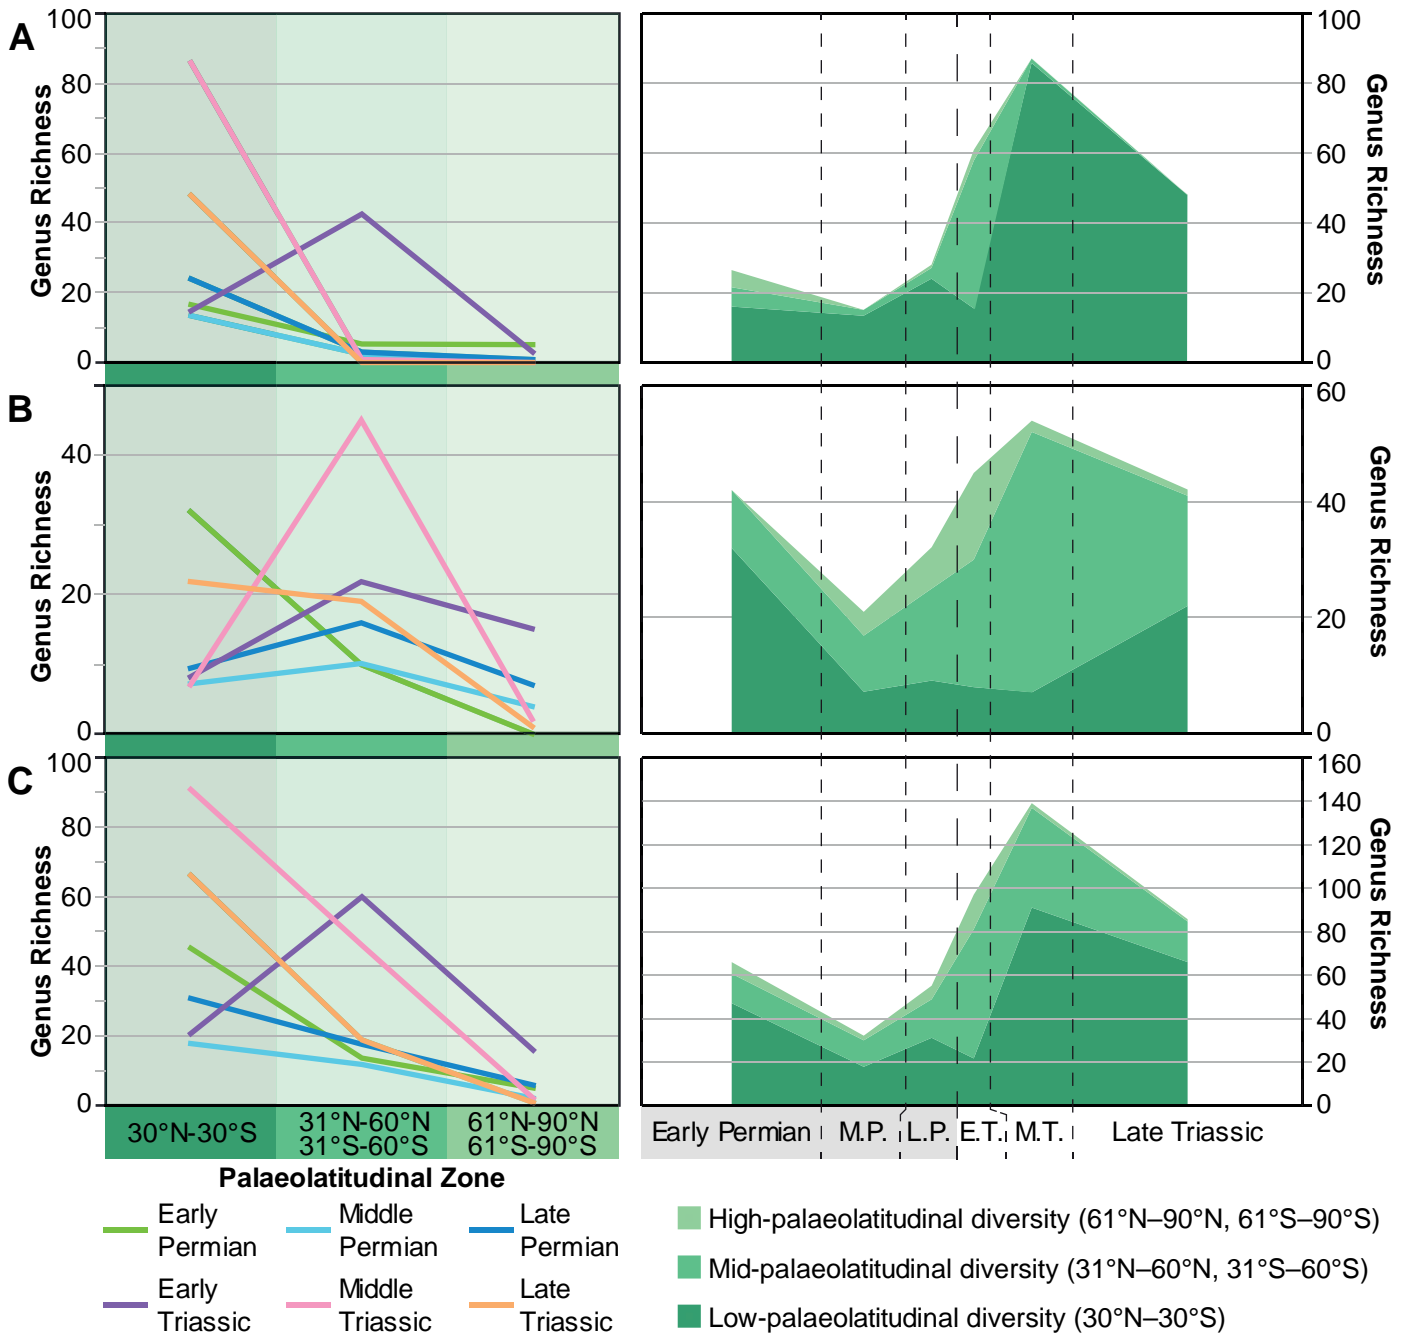 A
Genus Richness
100
80
60
40
20
0
100
80
60
40
20
0
Genus Richness
B
Genus Richness
40
20
0
60
40
20
0
Genus Richness
C
Genus Richness
100
80
60
40
20
0
160
140
120
100
80
60
40
20
0
Genus Richness
30°N-30°S
31°N-60°N
31°S-60°S
61°N-90°N
61°S-90°S
Palaeolatitudinal Zone
Early Permian
M.P.
L.P.
E.T.
M.T.
Late Triassic
Early
Permian
Middle
Permian
Late
Permian
Early
Triassic
Middle
Triassic
Late
Triassic
High-palaeolatitudinal diversity (61°N–90°N, 61°S–90°S)
Mid-palaeolatitudinal diversity (31°N–60°N, 31°S–60°S)
Low-palaeolatitudinal diversity (30°N–30°S)